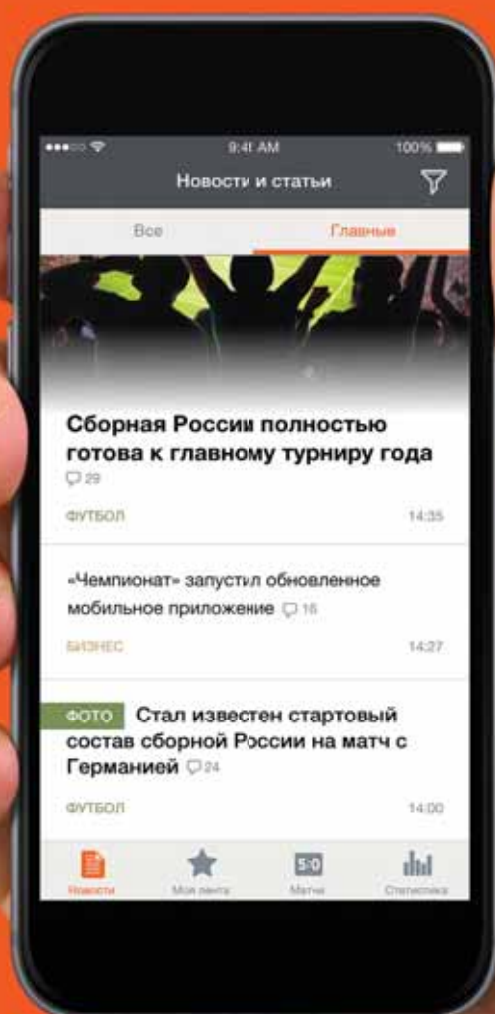 9:41 AM
100%
Новости и статьи
Все
Главные
Сборная России полностью
готова к главному турниру года
29
ФУТБОЛ
14:35
«Чемпионат» запустил обновленное
мобильное приложение 16
БИЗНЕС
14:27
ФОТО Стал известен стартовый
состав сборной России на матч с
Германией 24
ФУТБОЛ
14:00
5:0
Новости
Моя лента
Матчи
Статистика